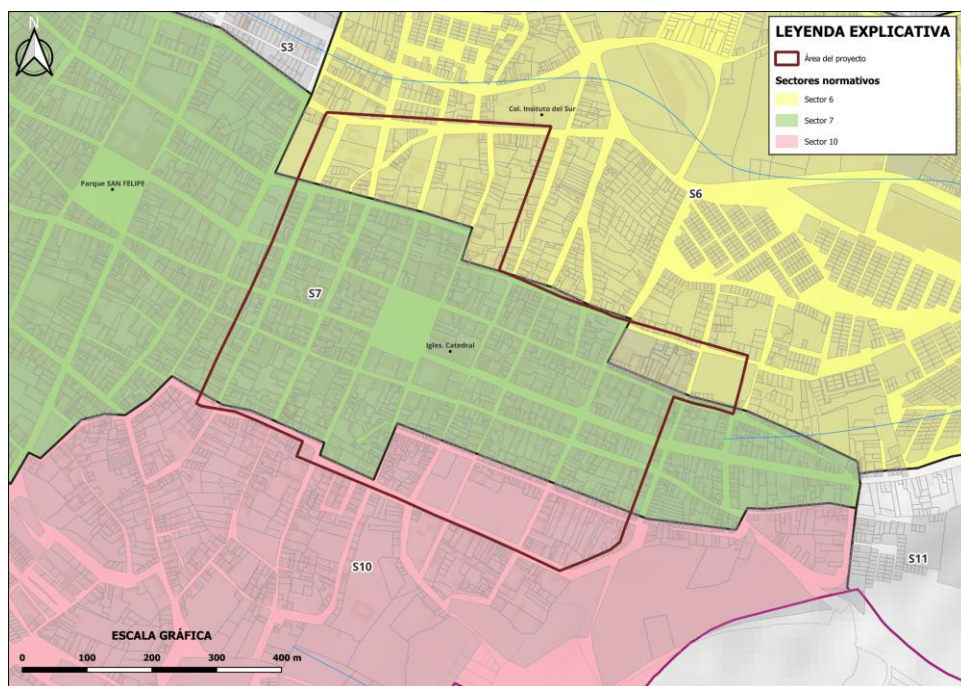 N
S3
LEYENDA EXPLICATIVA
Área del proyecto
Sectores normativos
Sector 6
Sector 7
Sector 10
Col. Insituto del Sur
Parque SAN FELIPE
S6
S7
Igles. Catedral
S10
S11
ESCALA GRÁFICA
0 100 200 300 400 m